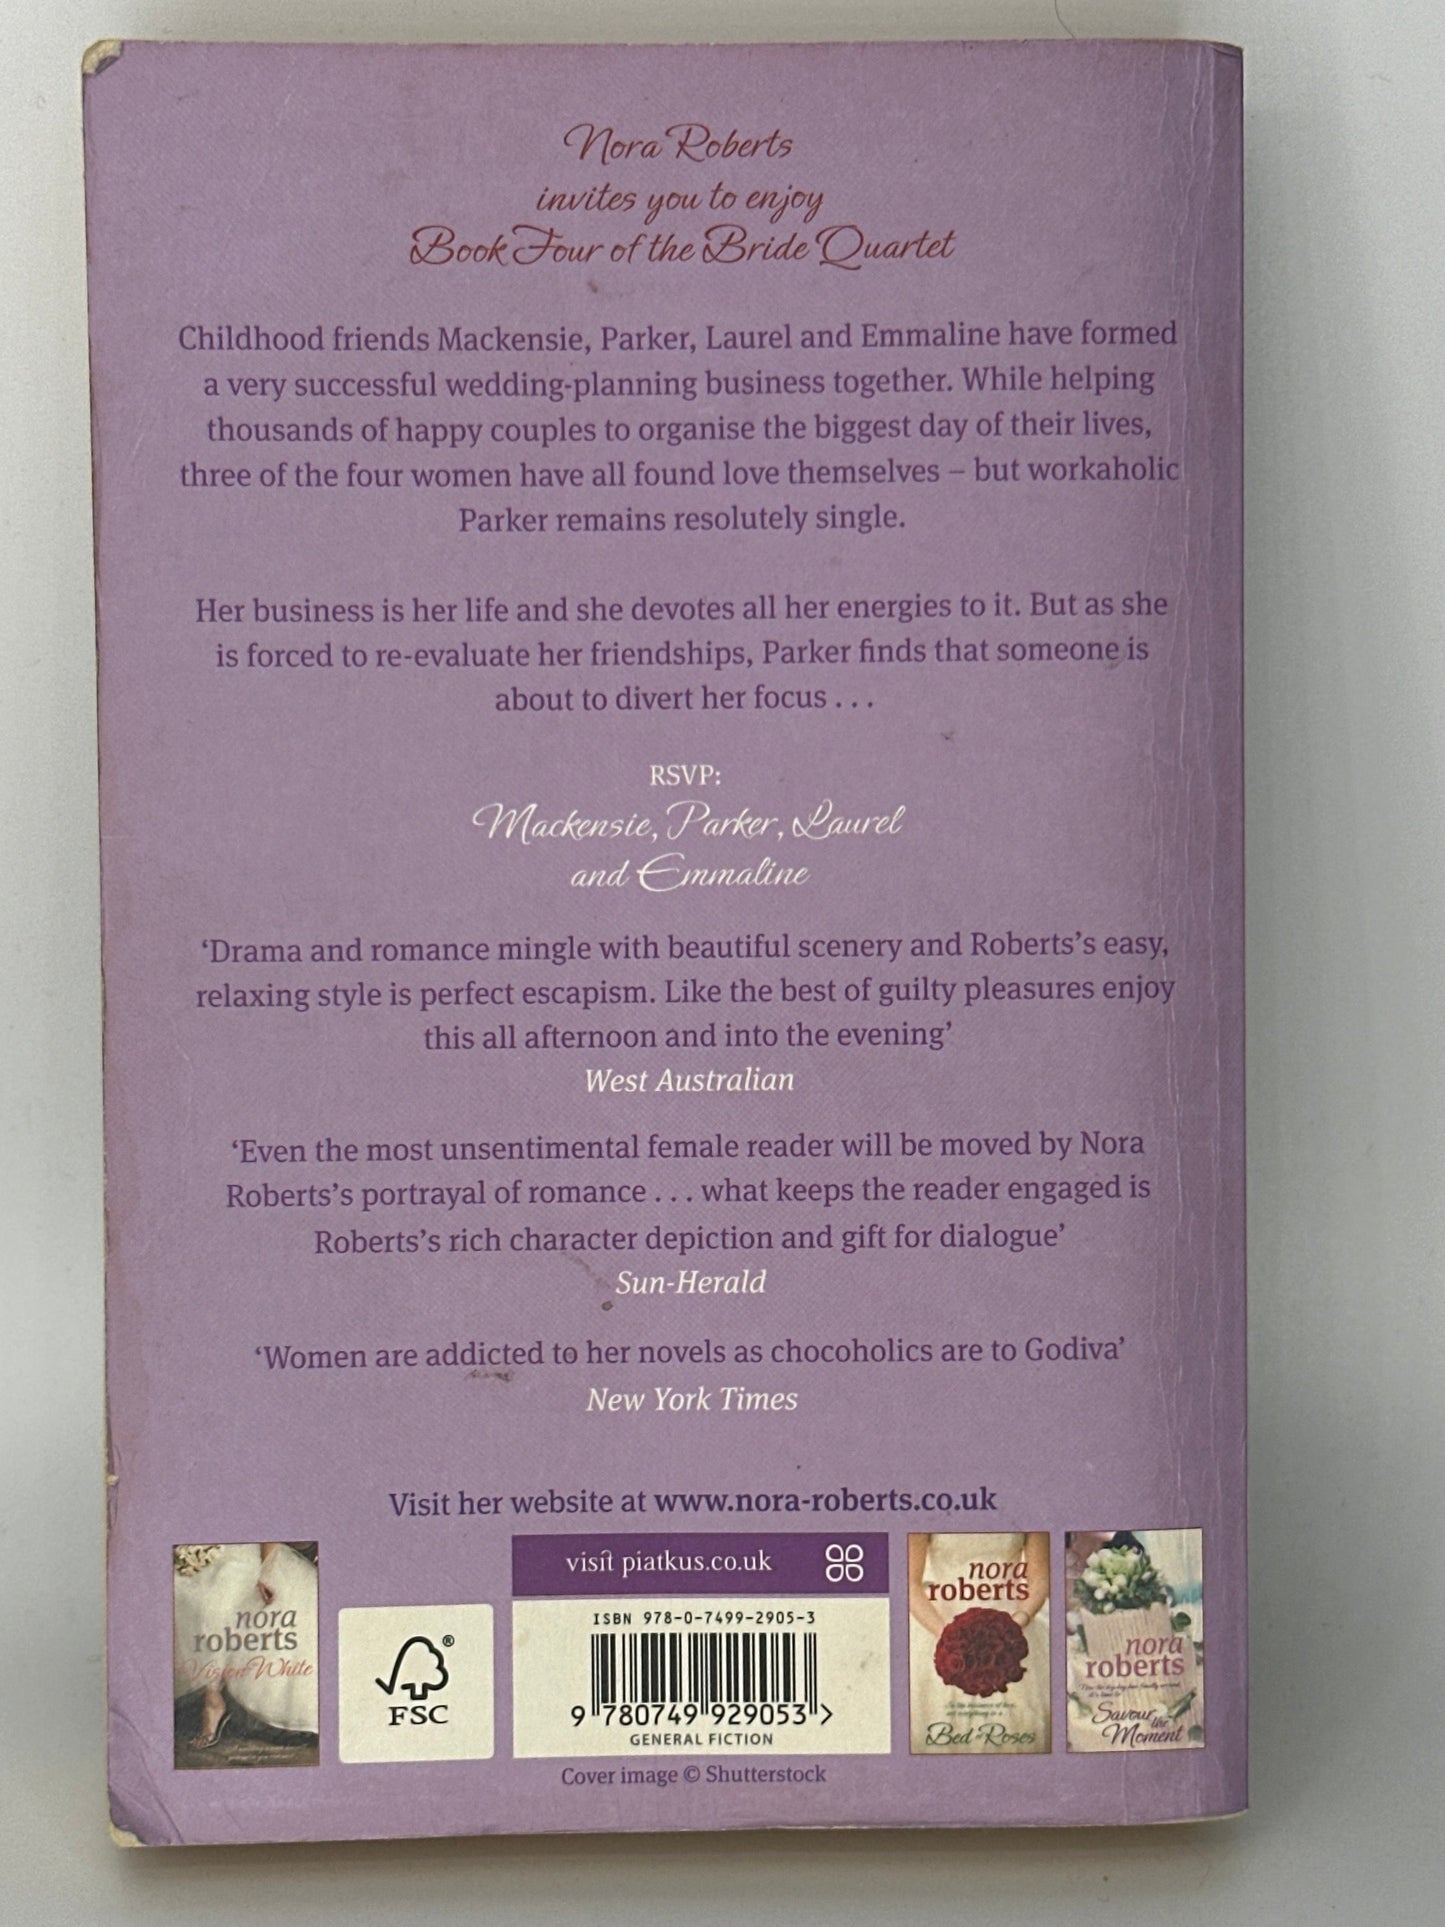 Nora Roberts
invites you to enjoy
Book Four of the Bride Quartet
Childhood friends Mackensie, Parker, Laurel and Emmaline have formed
a very successful wedding-planning business together. While helping
thousands of happy couples to organise the biggest day of their lives,
three of the four women have all found love themselves – but workaholic
Parker remains resolutely single.
Her business is her life and she devotes all her energies to it. But as she
is forced to re-evaluate her friendships, Parker finds that someone is
about to divert her focus . . .
RSVP:
Mackensie, Parker, Laurel
and Emmaline
‘Drama and romance mingle with beautiful scenery and Roberts’s easy,
relaxing style is perfect escapism. Like the best of guilty pleasures enjoy
this all afternoon and into the evening’
West Australian
‘Even the most unsentimental female reader will be moved by Nora
Roberts’s portrayal of romance . . . what keeps the reader engaged is
Roberts’s rich character depiction and gift for dialogue’
Sun-Herald
‘Women are addicted to her novels as chocoholics are to Godiva’
New York Times
Visit her website at www.nora-roberts.co.uk
nora
roberts
Vision in White
FSC®
visit piatkus.co.uk
ISBN 978-0-7499-2905-3
9 780749 929053 >
GENERAL FICTION
Cover image © Shutterstock
nora
roberts
Bed of Roses
nora
roberts
Savour the
Moment